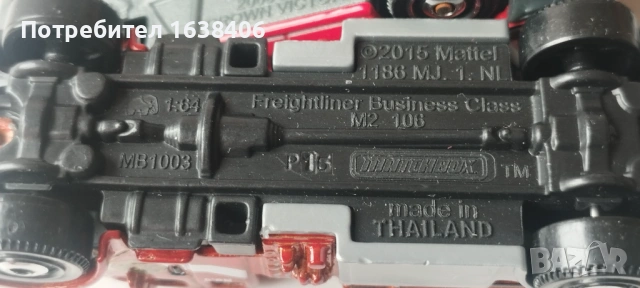 Потребител 1638406
©2015 Mattel
1186 MJ. 1. NL
1:64
Freightliner Business Class
M2 106
MB1003
P15
MATCHBOX
TM
made in
THAILAND
BAZAR